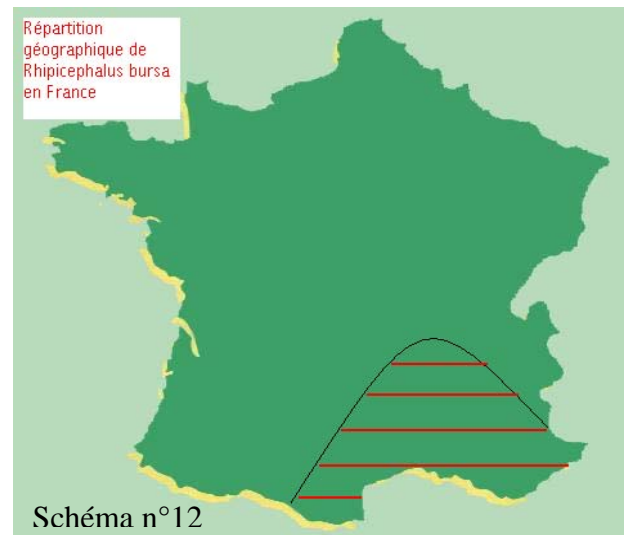 Répartition
géographique de
Rhipicephalus bursa
en France
Schéma n°12